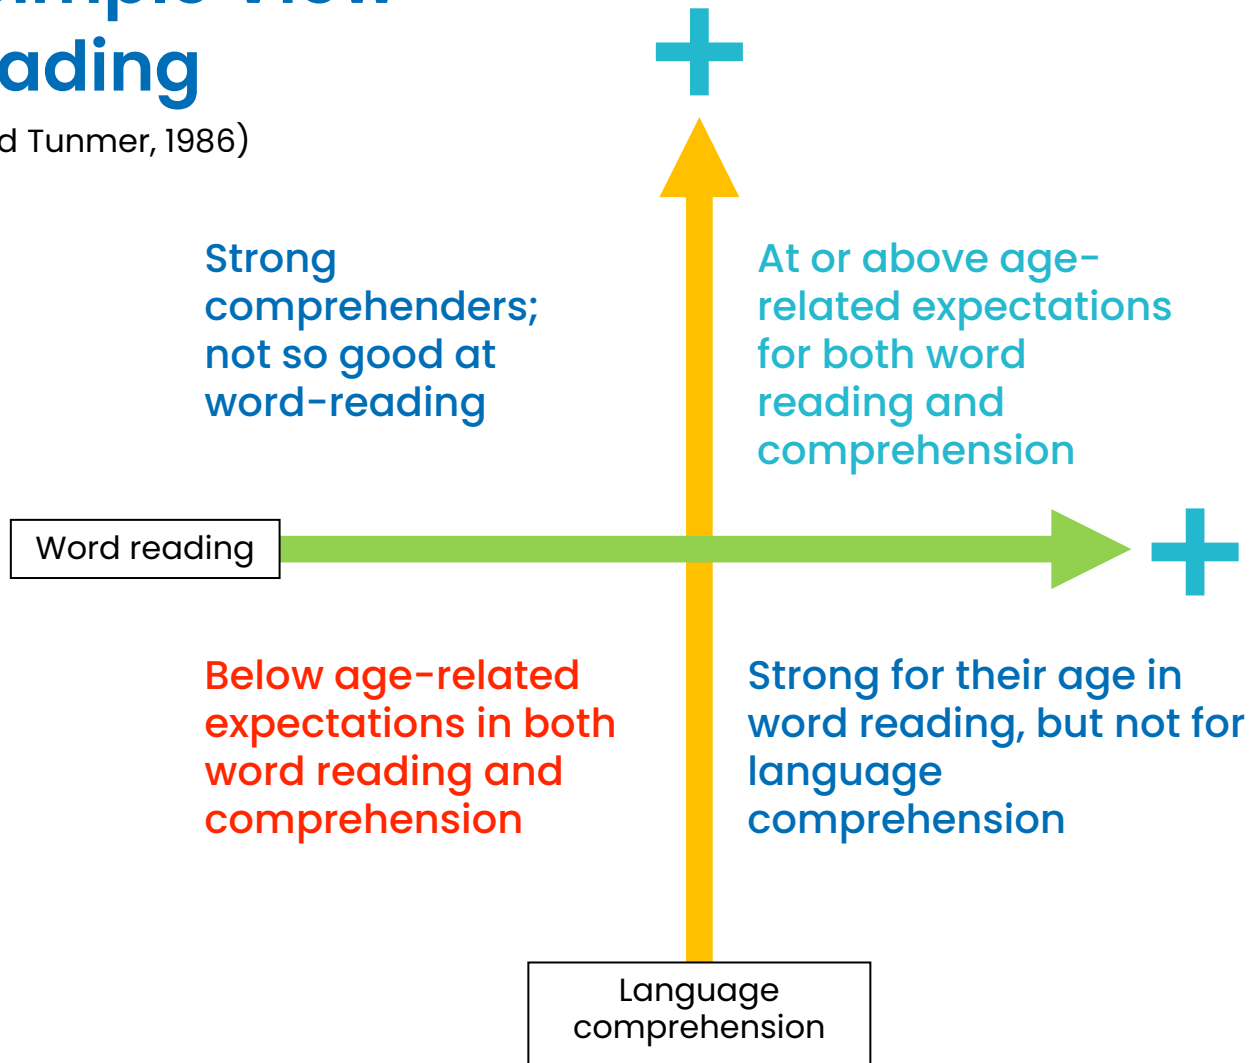 View
ading
d Tunmer, 1986)
Strong
comprehenders;
not so good at
word-reading
At or above age-
related expectations
for both word
reading and
comprehension
Word reading
Below age-related
expectations in both
word reading and
comprehension
Strong for their age in
word reading, but not for
language
comprehension
Language
comprehension